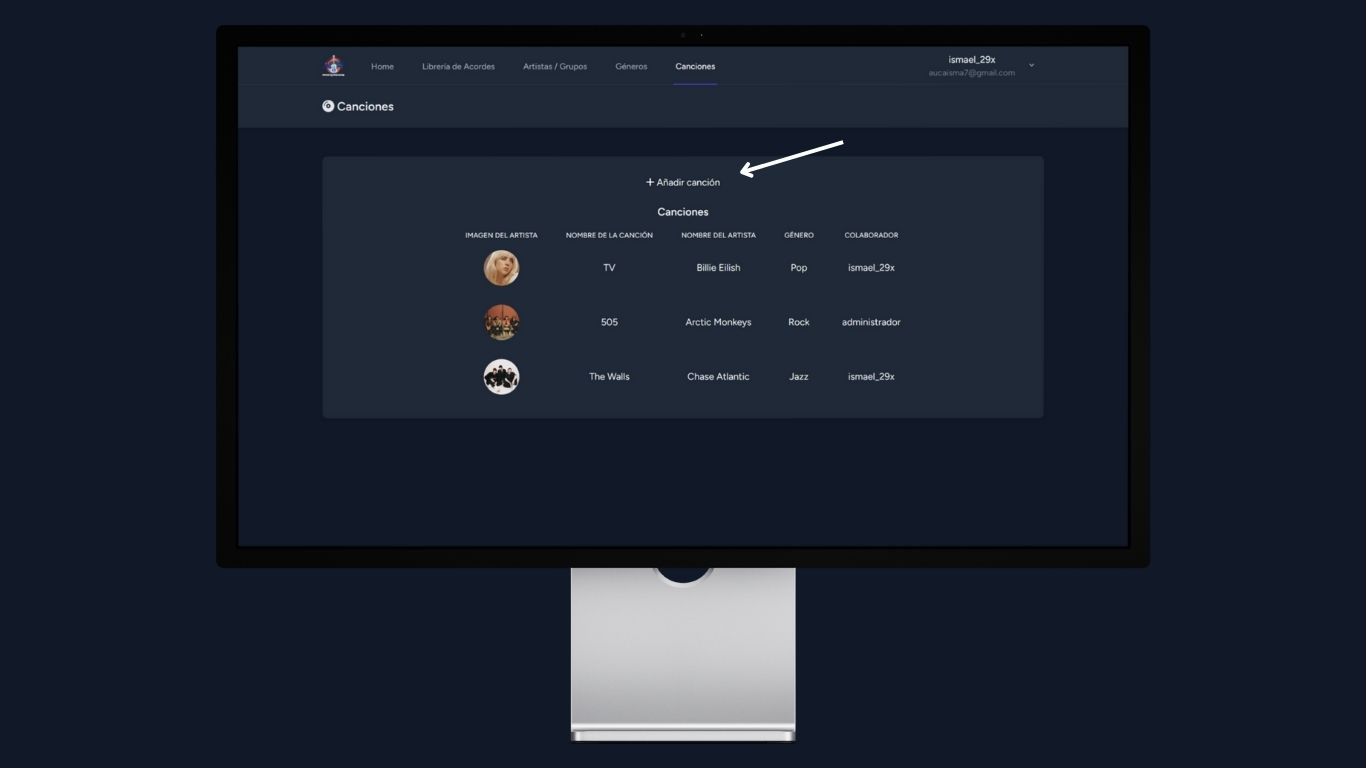 Home Librería de Acordes Artistas / Grupos Géneros Canciones ismael_29x
aucaisma7@gmail.com
Canciones
+ Añadir canción
Canciones
IMAGEN DEL ARTISTA NOMBRE DE LA CANCIÓN NOMBRE DEL ARTISTA GÉNERO COLABORADOR
TV Billie Eilish Pop ismael_29x
505 Arctic Monkeys Rock administrador
The Walls Chase Atlantic Jazz ismael_29x